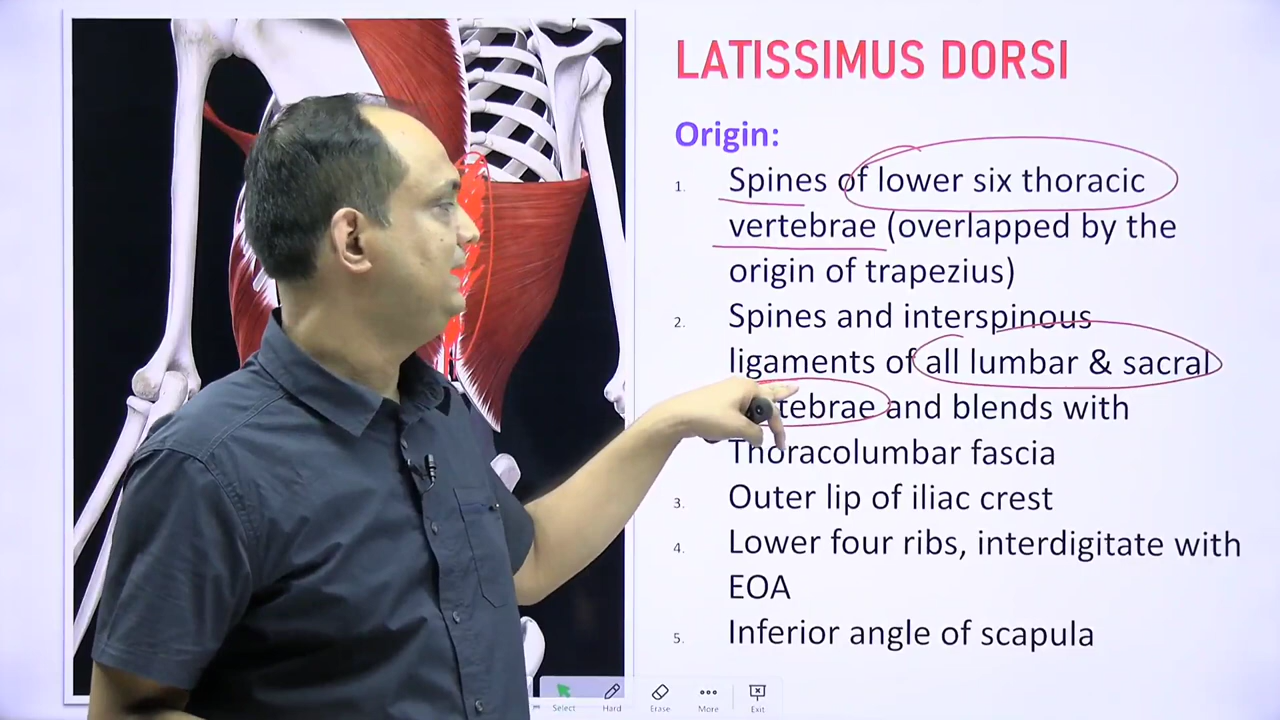 LATISSIMUS DORSI
Origin:
1. Spines of lower six thoracic
vertebrae (overlapped by the
origin of trapezius)
2. Spines and interspinous
ligaments of all lumbar & sacral
tebrae and blends with
Thoracolumbar fascia
3. Outer lip of iliac crest
4. Lower four ribs, interdigitate with
EOA
5. Inferior angle of scapula
Select Hard Erase More Exit